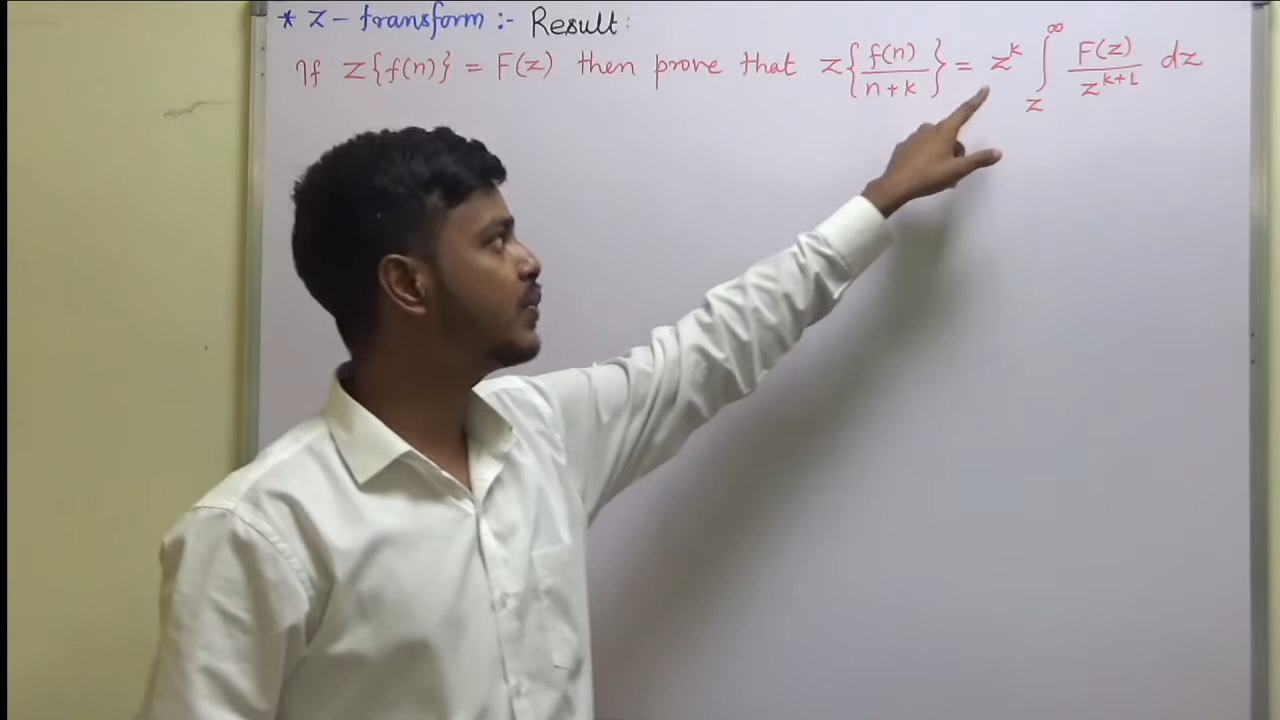 * Z-transform :- Result:
If Z{f(n)} = F(z) then prove that Z{f(n)/(n+k)} = z^k ∫_z^∞ F(z)/z^(k+1) dz